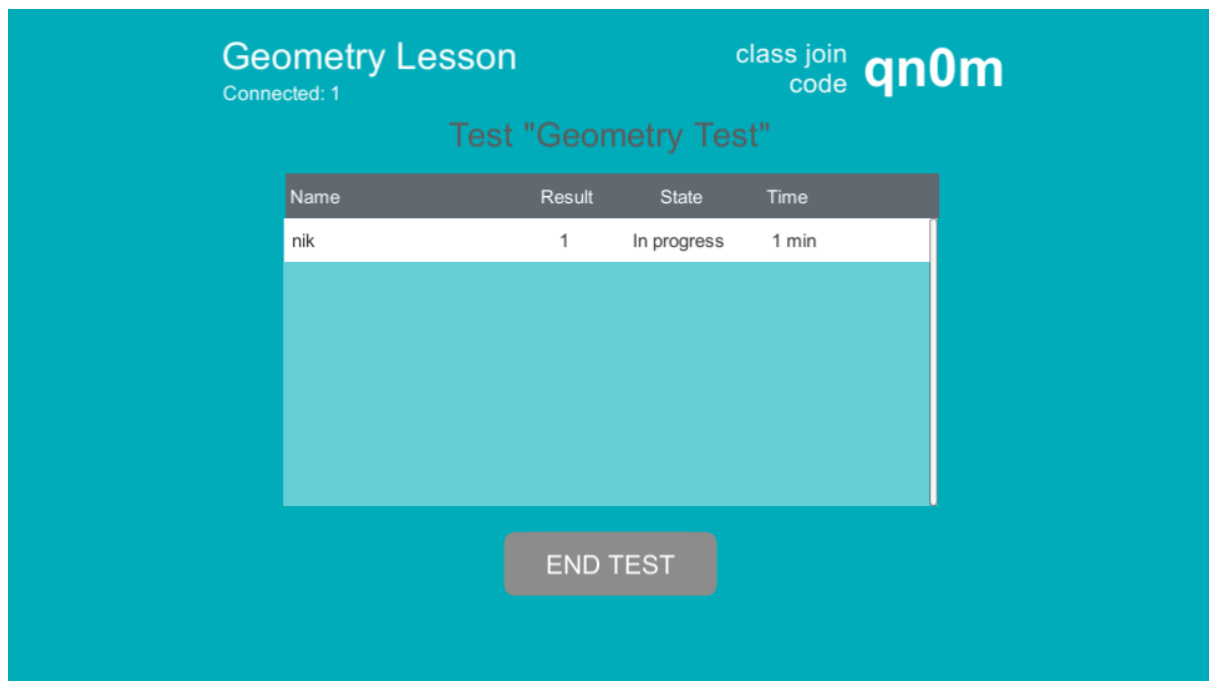 Geometry Lesson
Connected: 1
class join
code
qn0m
Test "Geometry Test"
Name Result State Time
nik 1 In progress 1 min
END TEST